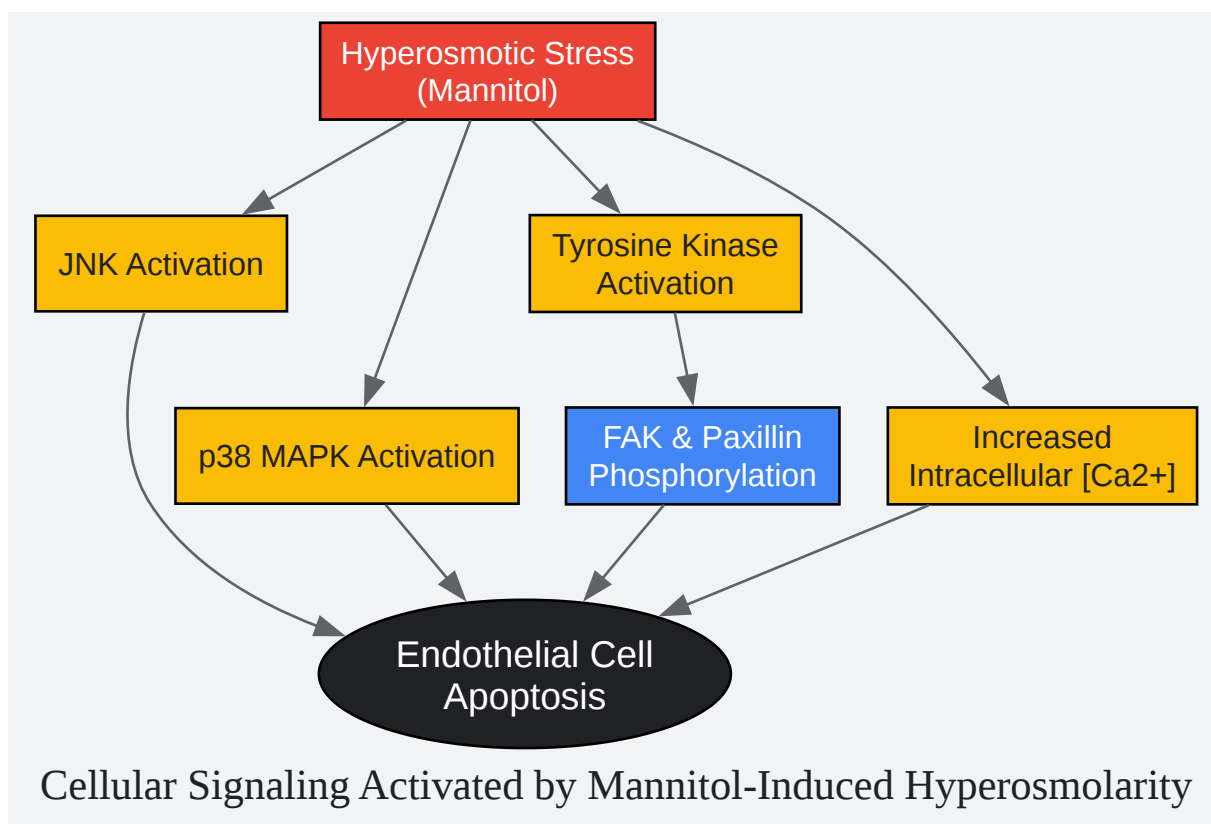 Hyperosmotic Stress
(Mannitol)
JNK Activation
Tyrosine Kinase
Activation
p38 MAPK Activation
FAK & Paxillin
Phosphorylation
Increased
Intracellular [Ca2+]
Endothelial Cell
Apoptosis
Cellular Signaling Activated by Mannitol-Induced Hyperosmolarity